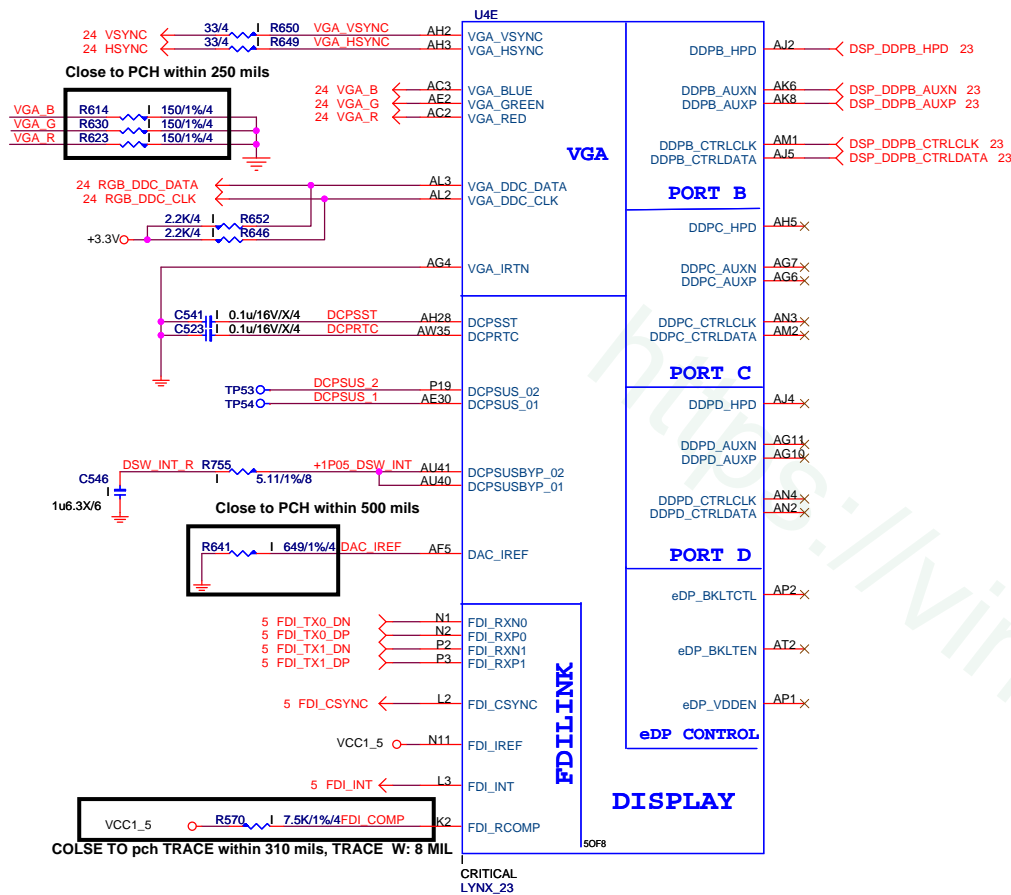 U4E
24 VSYNC 33/4 R650 VGA_VSYNC AH2 VGA_VSYNC
24 HSYNC 33/4 R649 VGA_HSYNC AH3 VGA_HSYNC
Close to PCH within 250 mils
VGA_B R614 150/1%/4
VGA_G R630 150/1%/4
VGA_R R623 150/1%/4
24 VGA_B AC3 VGA_BLUE
24 VGA_G AE2 VGA_GREEN
24 VGA_R AC2 VGA_RED
VGA
24 RGB_DDC_DATA AL3 VGA_DDC_DATA
24 RGB_DDC_CLK AL2 VGA_DDC_CLK
2.2K/4 R652
+3.3V 2.2K/4 R646
AG4 VGA_IRTN
C541 0.1u/16V/X/4 DCPSST AH28 DCPSST
C523 0.1u/16V/X/4 DCPRTC AW35 DCPRTC
TP53 DCPSUS_2 P19 DCPSUS_02
TP54 DCPSUS_1 AE30 DCPSUS_01
DSW_INT_R R755 5.11/1%/8 +1P05_DSW_INT AU41 DCPSUSBYP_02
AU40 DCPSUSBYP_01
C546
1u6.3X/6
Close to PCH within 500 mils
R641 649/1%/4 DAC_IREF AF5 DAC_IREF
5 FDI_TX0_DN N1 FDI_RXN0
5 FDI_TX0_DP N2 FDI_RXP0
5 FDI_TX1_DN P2 FDI_RXN1
5 FDI_TX1_DP P3 FDI_RXP1
5 FDI_CSYNC L2 FDI_CSYNC
VCC1_5 N11 FDI_IREF
5 FDI_INT L3 FDI_INT
VCC1_5 R570 7.5K/1%/4 FDI_COMP K2 FDI_RCOMP
COLSE TO pch TRACE within 310 mils, TRACE W: 8 MIL
FDILINK
DDPB_HPD AJ2 DSP_DDPB_HPD 23
DDPB_AUXN AK6 DSP_DDPB_AUXN 23
DDPB_AUXP AK8 DSP_DDPB_AUXP 23
DDPB_CTRLCLK AM1 DSP_DDPB_CTRLCLK 23
DDPB_CTRLDATA AJ5 DSP_DDPB_CTRLDATA 23
PORT B
DDPC_HPD AH5
DDPC_AUXN AG7
DDPC_AUXP AG6
DDPC_CTRLCLK AN3
DDPC_CTRLDATA AM2
PORT C
DDPD_HPD AJ4
DDPD_AUXN AG11
DDPD_AUXP AG10
DDPD_CTRLCLK AN4
DDPD_CTRLDATA AN2
PORT D
eDP_BKLTCTL AP2
eDP_BKLTEN AT2
eDP_VDDEN AP1
eDP CONTROL
DISPLAY
5OF8
CRITICAL
LYNX_23
https://vin